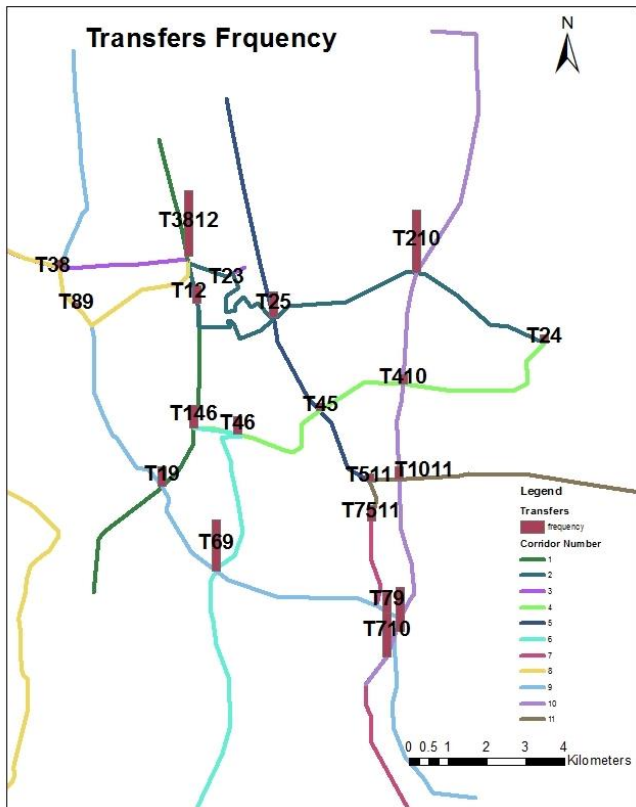 Transfers Frquency
N
T3812
T210
T38
T23
T12
T89
T25
T24
T410
T45
T146
T46
T19
T511
T1011
T7511
T69
T79
T710
Legend
Transfers
frequency
Corridor Number
1
2
3
4
5
6
7
8
9
10
11
0 0.5 1 2 3 4
Kilometers